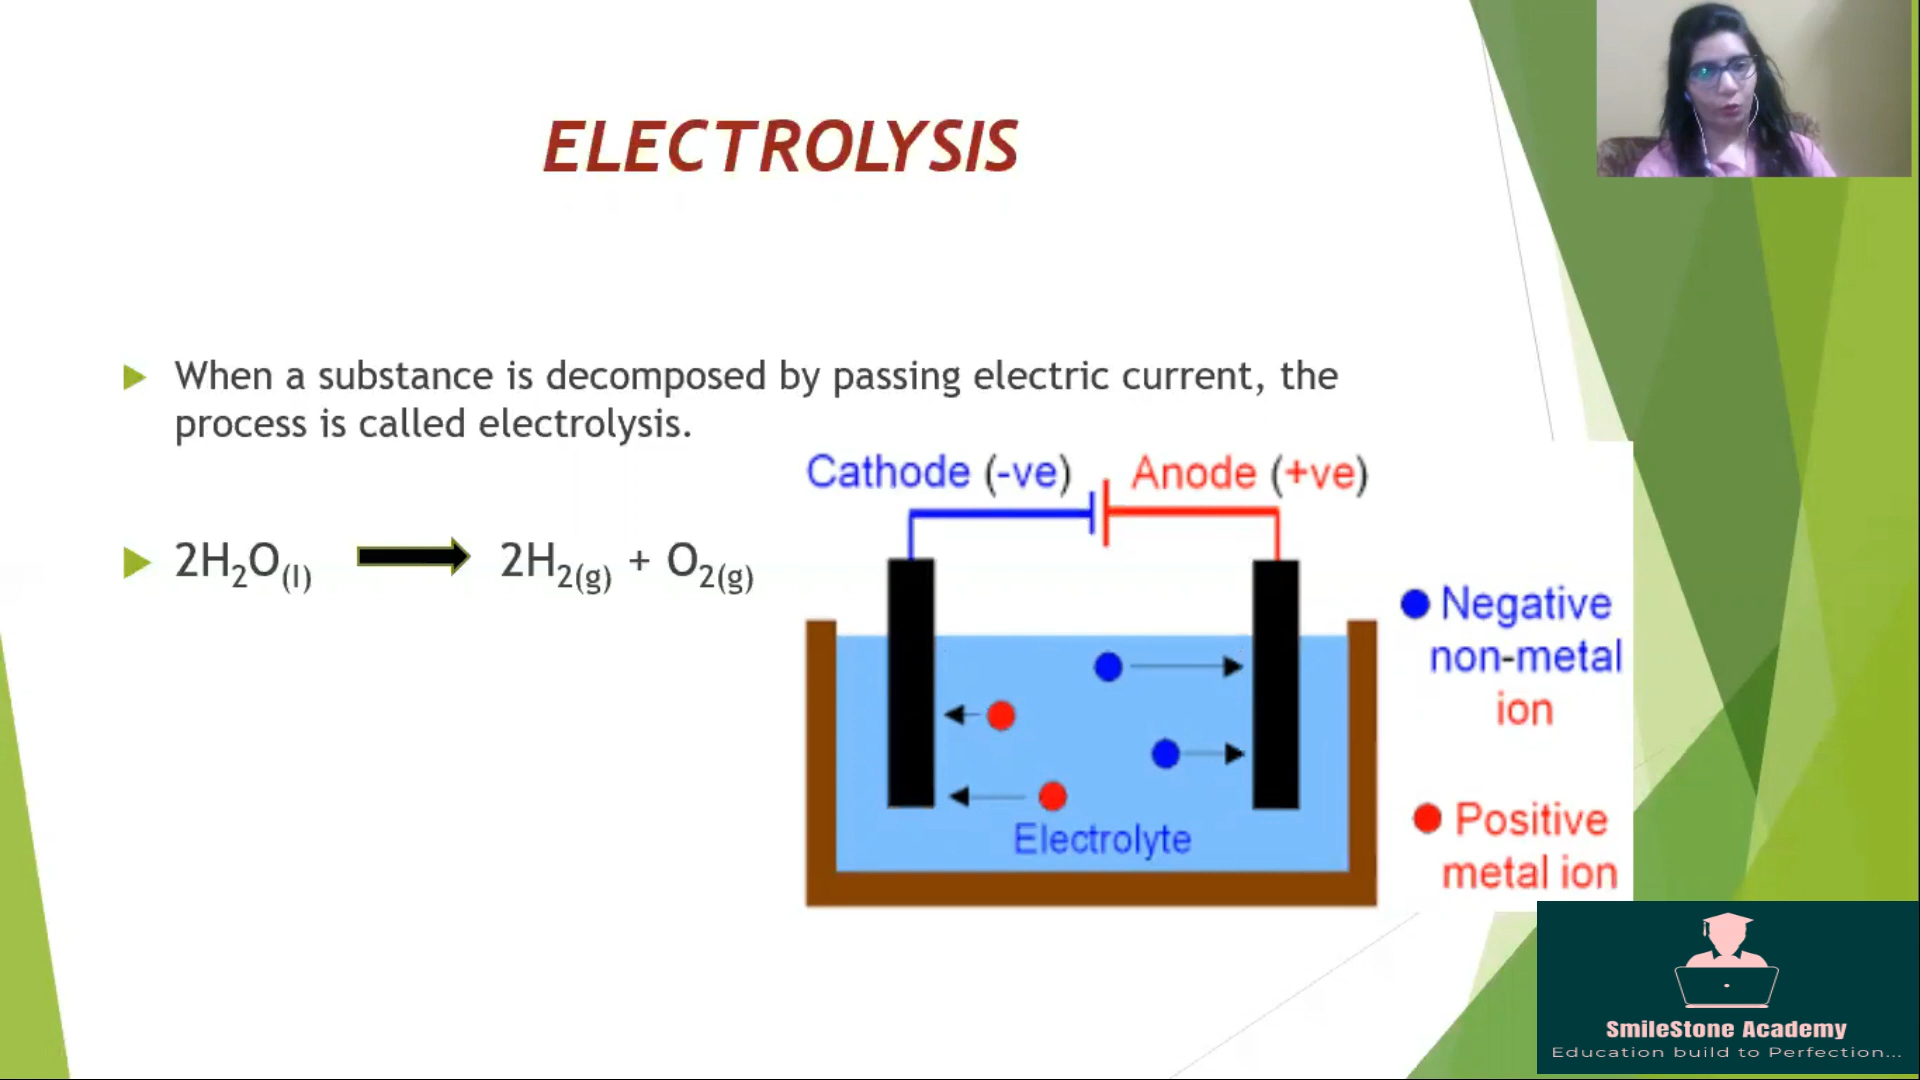 ELECTROLYSIS
When a substance is decomposed by passing electric current, the
process is called electrolysis.
2H₂O₍l₎ 2H₂₍g₎ + O₂₍g₎
Cathode (-ve) Anode (+ve)
Negative
non-metal
ion
Positive
metal ion
Electrolyte
SmileStone Academy
Education build to Perfection...